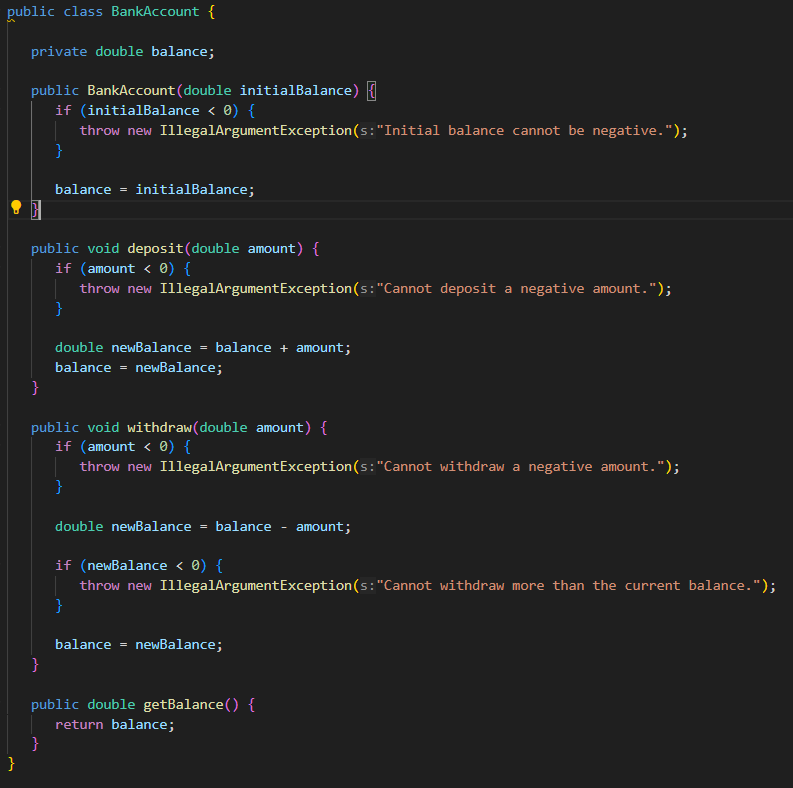 public class BankAccount {
private double balance;
public BankAccount(double initialBalance) {
if (initialBalance < 0) {
throw new IllegalArgumentException(s:"Initial balance cannot be negative.");
}
balance = initialBalance;
}
public void deposit(double amount) {
if (amount < 0) {
throw new IllegalArgumentException(s:"Cannot deposit a negative amount.");
}
double newBalance = balance + amount;
balance = newBalance;
}
public void withdraw(double amount) {
if (amount < 0) {
throw new IllegalArgumentException(s:"Cannot withdraw a negative amount.");
}
double newBalance = balance - amount;
if (newBalance < 0) {
throw new IllegalArgumentException(s:"Cannot withdraw more than the current balance.");
}
balance = newBalance;
}
public double getBalance() {
return balance;
}
}